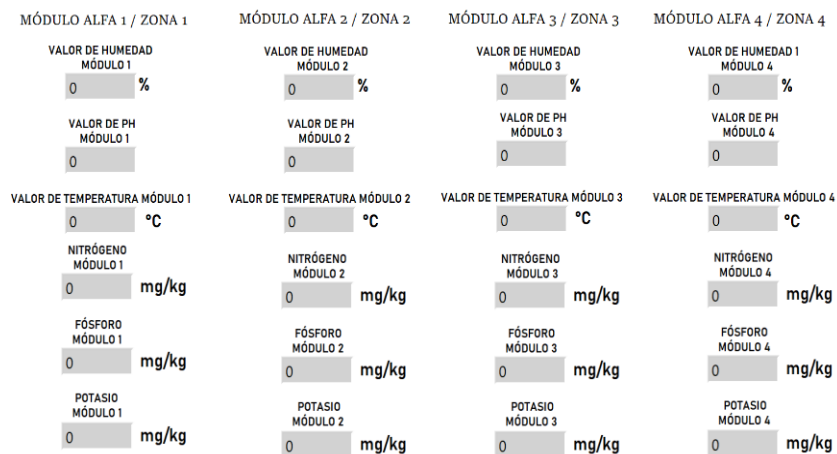 MÓDULO ALFA 1 / ZONA 1
VALOR DE HUMEDAD
MÓDULO 1
0 %
VALOR DE PH
MÓDULO 1
0
VALOR DE TEMPERATURA MÓDULO 1
0 °C
NITRÓGENO
MÓDULO 1
0 mg/kg
FÓSFORO
MÓDULO 1
0 mg/kg
POTASIO
MÓDULO 1
0 mg/kg
MÓDULO ALFA 2 / ZONA 2
VALOR DE HUMEDAD
MÓDULO 2
0 %
VALOR DE PH
MÓDULO 2
0
VALOR DE TEMPERATURA MÓDULO 2
0 °C
NITRÓGENO
MÓDULO 2
0 mg/kg
FÓSFORO
MÓDULO 2
0 mg/kg
POTASIO
MÓDULO 2
0 mg/kg
MÓDULO ALFA 3 / ZONA 3
VALOR DE HUMEDAD
MÓDULO 3
0 %
VALOR DE PH
MÓDULO 3
0
VALOR DE TEMPERATURA MÓDULO 3
0 °C
NITRÓGENO
MÓDULO 3
0 mg/kg
FÓSFORO
MÓDULO 3
0 mg/kg
POTASIO
MÓDULO 3
0 mg/kg
MÓDULO ALFA 4 / ZONA 4
VALOR DE HUMEDAD 1
MÓDULO 4
0 %
VALOR DE PH
MÓDULO 4
0
VALOR DE TEMPERATURA MÓDULO 4
0 °C
NITRÓGENO
MÓDULO 4
0 mg/kg
FÓSFORO
MÓDULO 4
0 mg/kg
POTASIO
MÓDULO 4
0 mg/kg